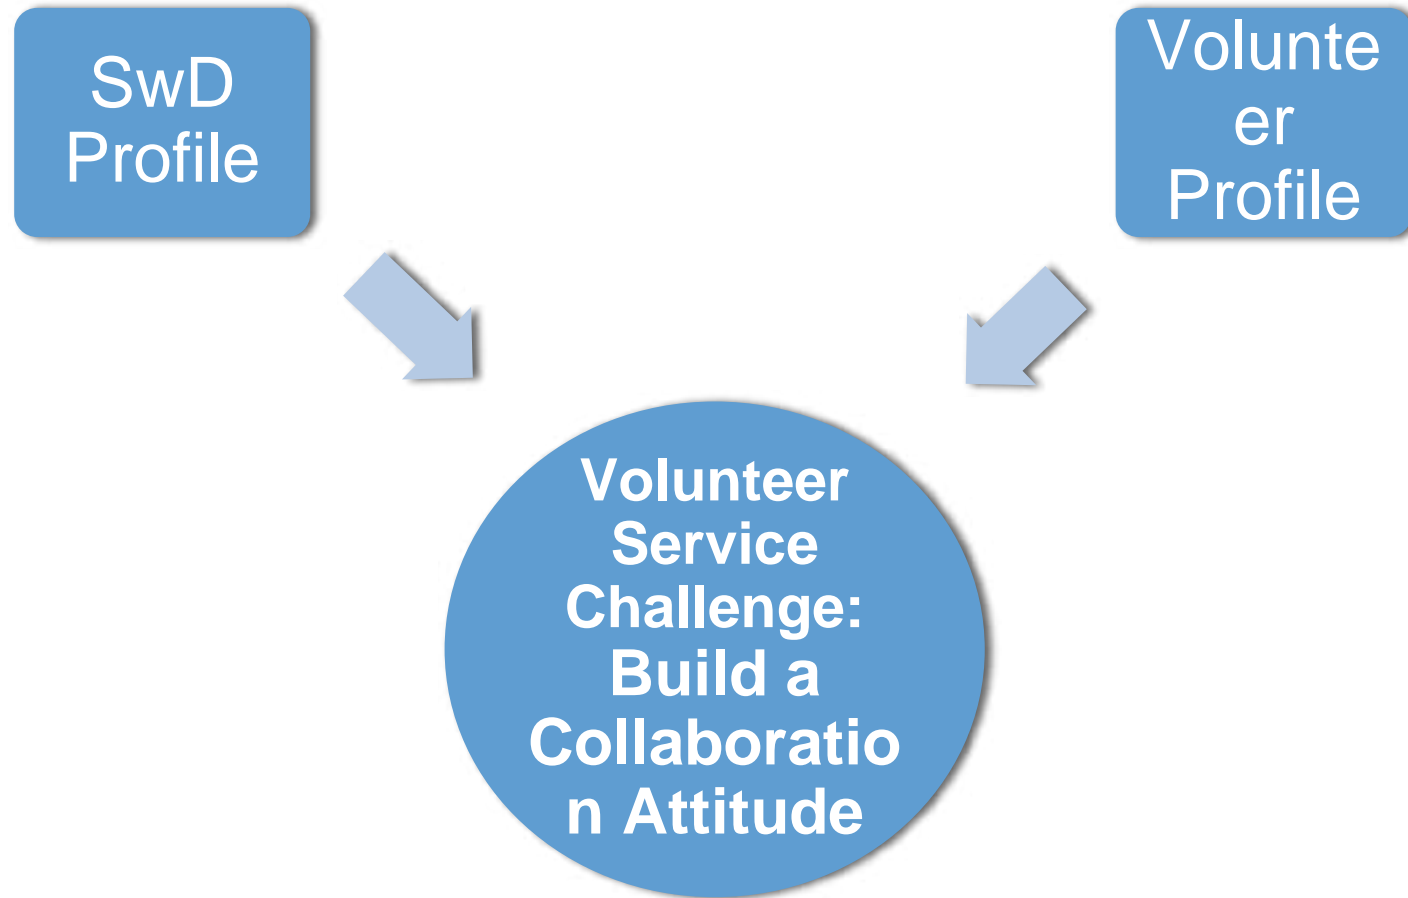 SwD
Profile
Volunte
er
Profile
Volunteer
Service
Challenge:
Build a
Collaboratio
n Attitude